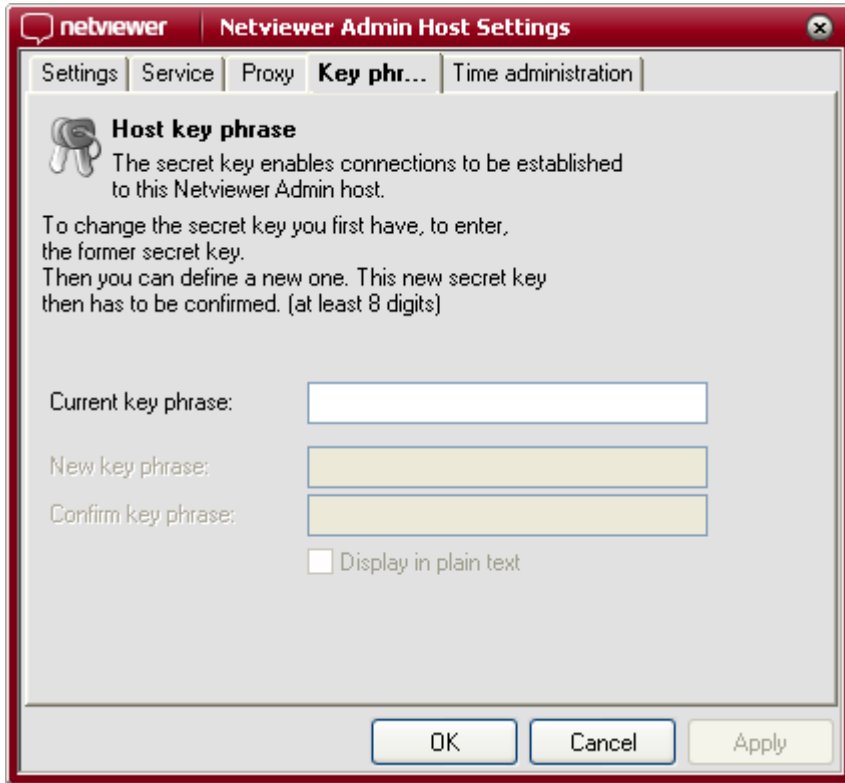 netviewer
Netviewer Admin Host Settings
Settings
Service
Proxy
Key phr...
Time administration
Host key phrase
The secret key enables connections to be established
to this Netviewer Admin host.
To change the secret key you first have, to enter,
the former secret key.
Then you can define a new one. This new secret key
then has to be confirmed. (at least 8 digits)
Current key phrase:
New key phrase:
Confirm key phrase:
Display in plain text
OK
Cancel
Apply